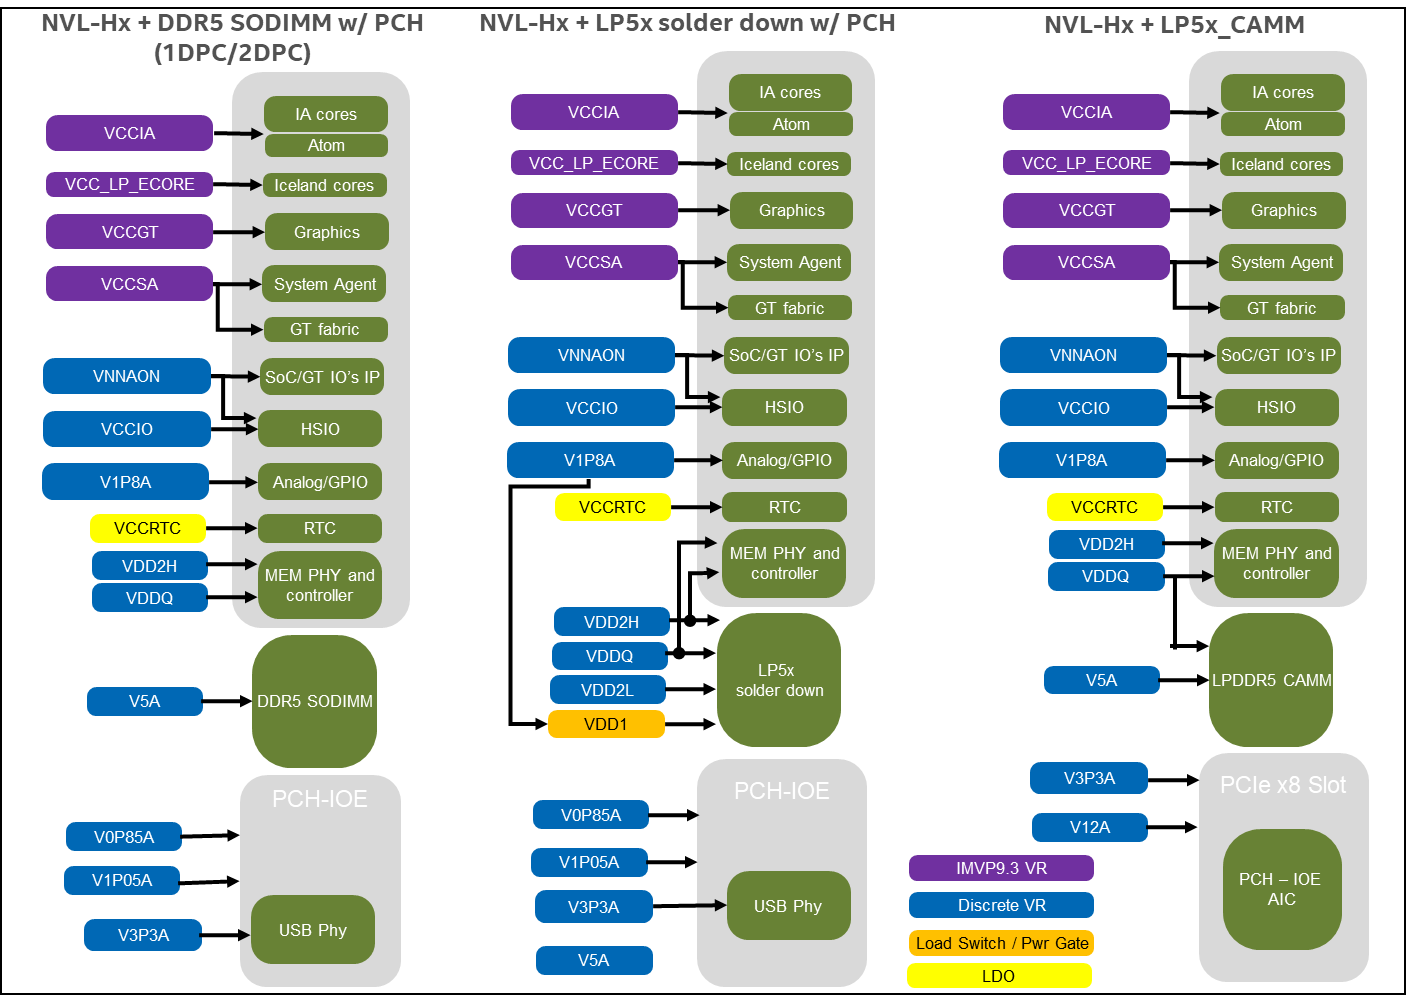 NVL-Hx + DDR5 SODIMM w/ PCH
(1DPC/2DPC)
VCCIA
IA cores
Atom
VCC_LP_ECORE
Iceland cores
VCCGT
Graphics
VCCSA
System Agent
GT fabric
VNNAON
SoC/GT IO's IP
VCCIO
HSIO
V1P8A
Analog/GPIO
VCCRTC
RTC
VDD2H
VDDQ
MEM PHY and
controller
V5A
DDR5 SODIMM
PCH-IOE
V0P85A
V1P05A
V3P3A
USB Phy
NVL-Hx + LP5x solder down w/ PCH
VCCIA
IA cores
Atom
VCC_LP_ECORE
Iceland cores
VCCGT
Graphics
VCCSA
System Agent
GT fabric
VNNAON
SoC/GT IO's IP
VCCIO
HSIO
V1P8A
Analog/GPIO
VCCRTC
RTC
MEM PHY and
controller
VDD2H
VDDQ
VDD2L
VDD1
LP5x
solder down
PCH-IOE
V0P85A
V1P05A
V3P3A
USB Phy
V5A
NVL-Hx + LP5x_CAMM
VCCIA
IA cores
Atom
VCC_LP_ECORE
Iceland cores
VCCGT
Graphics
VCCSA
System Agent
GT fabric
VNNAON
SoC/GT IO's IP
VCCIO
HSIO
V1P8A
Analog/GPIO
VCCRTC
RTC
VDD2H
VDDQ
MEM PHY and
controller
V5A
LPDDR5 CAMM
V3P3A
PCIe x8 Slot
V12A
PCH – IOE
AIC
IMVP9.3 VR
Discrete VR
Load Switch / Pwr Gate
LDO